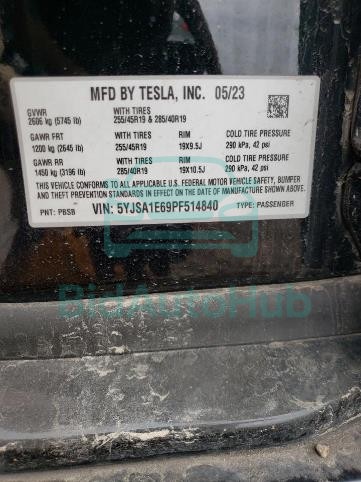 MFD BY TESLA, INC. 05/23
GVWR WITH TIRES
2606 kg (5745 lb) 255/45R19 & 285/40R19
GAWR FRT WITH TIRES RIM COLD TIRE PRESSURE
1200 kg (2645 lb) 255/45R19 19X9.5J 290 kPa, 42 psi
GAWR RR WITH TIRES RIM COLD TIRE PRESSURE
1450 kg (3196 lb) 285/40R19 19X10.5J 290 kPa, 42 psi
THIS VEHICLE CONFORMS TO ALL APPLICABLE U.S. FEDERAL MOTOR VEHICLE SAFETY, BUMPER
AND THEFT PREVENTION STANDARDS IN EFFECT ON THE DATE OF MANUFACTURE SHOWN ABOVE.
PNT: PBSB VIN: 5YJSA1E69PF514840 TYPE: PASSENGER
BidAutoHub